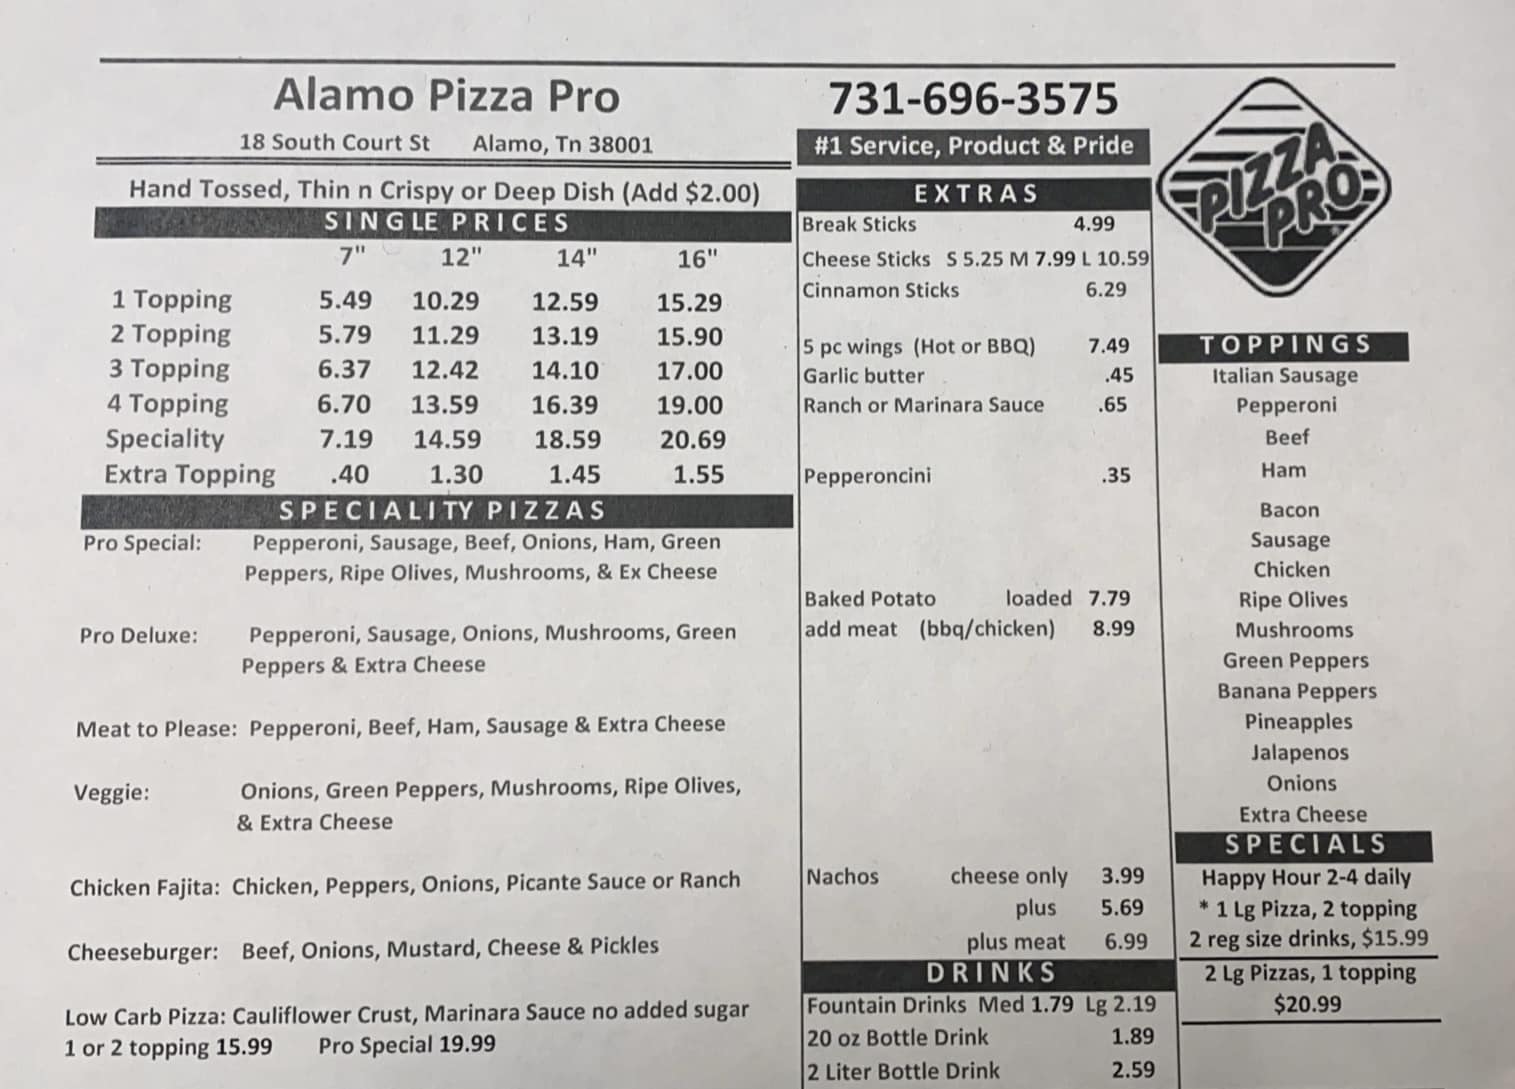 Alamo Pizza Pro
18 South Court St Alamo, Tn 38001
731-696-3575
#1 Service, Product & Pride
PIZZA
PRO
Hand Tossed, Thin n Crispy or Deep Dish (Add $2.00)
SINGLE PRICES
7" 12" 14" 16"
1 Topping 5.49 10.29 12.59 15.29
2 Topping 5.79 11.29 13.19 15.90
3 Topping 6.37 12.42 14.10 17.00
4 Topping 6.70 13.59 16.39 19.00
Speciality 7.19 14.59 18.59 20.69
Extra Topping .40 1.30 1.45 1.55
SPECIALITY PIZZAS
Pro Special: Pepperoni, Sausage, Beef, Onions, Ham, Green
Peppers, Ripe Olives, Mushrooms, & Ex Cheese
Pro Deluxe: Pepperoni, Sausage, Onions, Mushrooms, Green
Peppers & Extra Cheese
Meat to Please: Pepperoni, Beef, Ham, Sausage & Extra Cheese
Veggie: Onions, Green Peppers, Mushrooms, Ripe Olives,
& Extra Cheese
Chicken Fajita: Chicken, Peppers, Onions, Picante Sauce or Ranch
Cheeseburger: Beef, Onions, Mustard, Cheese & Pickles
Low Carb Pizza: Cauliflower Crust, Marinara Sauce no added sugar
1 or 2 topping 15.99 Pro Special 19.99
EXTRAS
Break Sticks 4.99
Cheese Sticks S 5.25 M 7.99 L 10.59
Cinnamon Sticks 6.29
5 pc wings (Hot or BBQ) 7.49
Garlic butter .45
Ranch or Marinara Sauce .65
Pepperoncini .35
Baked Potato loaded 7.79
add meat (bbq/chicken) 8.99
Nachos cheese only 3.99
plus 5.69
plus meat 6.99
DRINKS
Fountain Drinks Med 1.79 Lg 2.19
20 oz Bottle Drink 1.89
2 Liter Bottle Drink 2.59
TOPPINGS
Italian Sausage
Pepperoni
Beef
Ham
Bacon
Sausage
Chicken
Ripe Olives
Mushrooms
Green Peppers
Banana Peppers
Pineapples
Jalapenos
Onions
Extra Cheese
SPECIALS
Happy Hour 2-4 daily
* 1 Lg Pizza, 2 topping
2 reg size drinks, $15.99
2 Lg Pizzas, 1 topping
$20.99